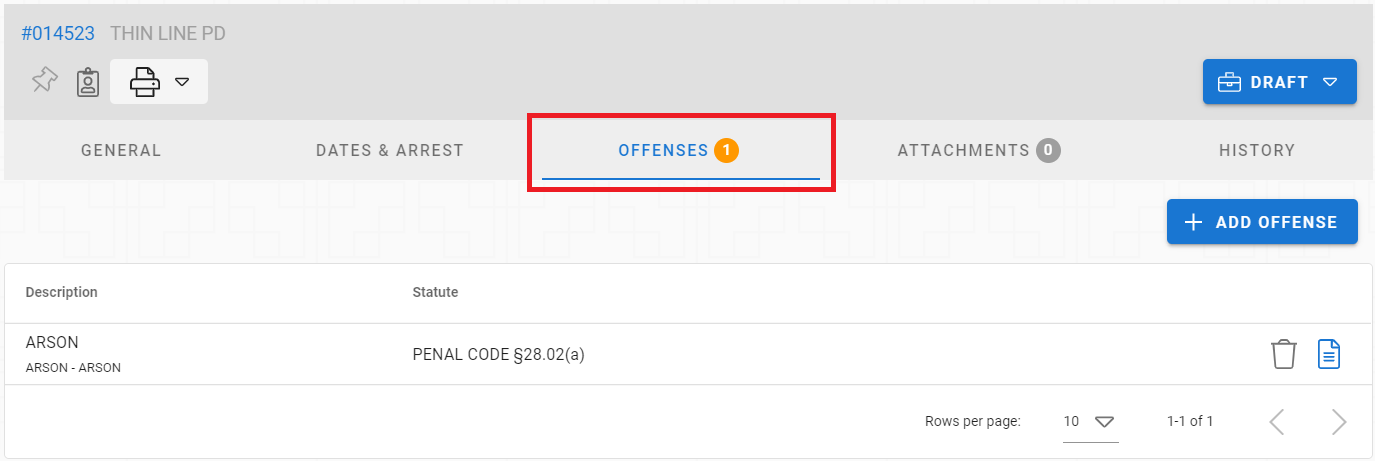 #014523 THIN LINE PD
DRAFT
GENERAL DATES & ARREST OFFENSES 1 ATTACHMENTS 0 HISTORY
ADD OFFENSE
Description Statute
ARSON
ARSON - ARSON
PENAL CODE §28.02(a)
Rows per page: 10 1-1 of 1